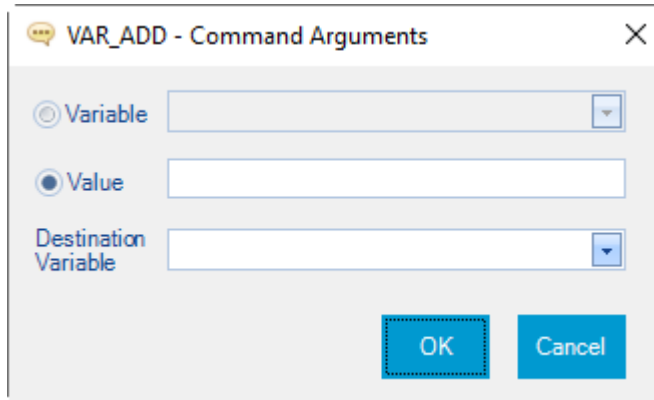 VAR_ADD - Command Arguments
Variable
Value
Destination
Variable
OK
Cancel